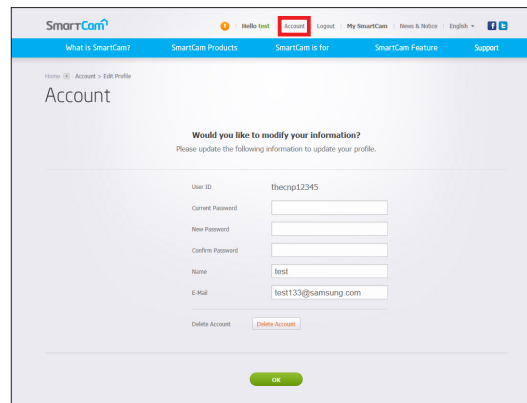 SmartCam
! Hello test Account Logout My SmartCam News & Notice English
What is SmartCam? SmartCam Products SmartCam is for SmartCam Feature Support
Home Account > Edit Profile
Account
Would you like to modify your information?
Please update the following information to update your profile.
User ID thecnp12345
Current Password
New Password
Confirm Password
Name test
E-Mail test133@samsung.com
Delete Account Delete Account
OK